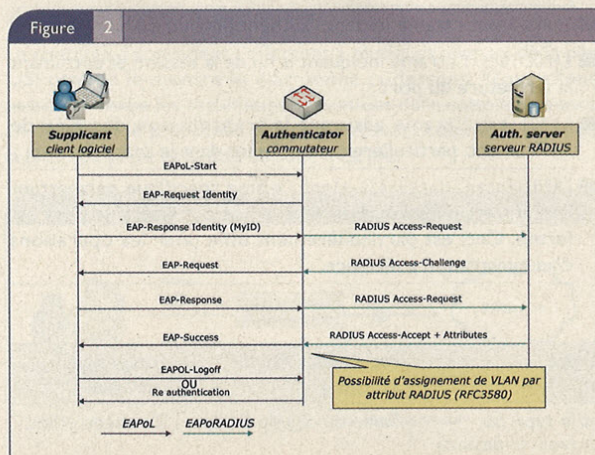 Figure 2
Supplicant
client logiciel
Authenticator
commutateur
Auth. server
serveur RADIUS
EAPoL-Start
EAP-Request Identity
EAP-Response Identity (MyID)
RADIUS Access-Request
EAP-Request
RADIUS Access-Challenge
EAP-Response
RADIUS Access-Request
EAP-Success
RADIUS Access-Accept + Attributes
EAPOL-Logoff
OU
Re authentication
Possibilité d'assignement de VLAN par
attribut RADIUS (RFC3580)
EAPoL
EAPoRADIUS